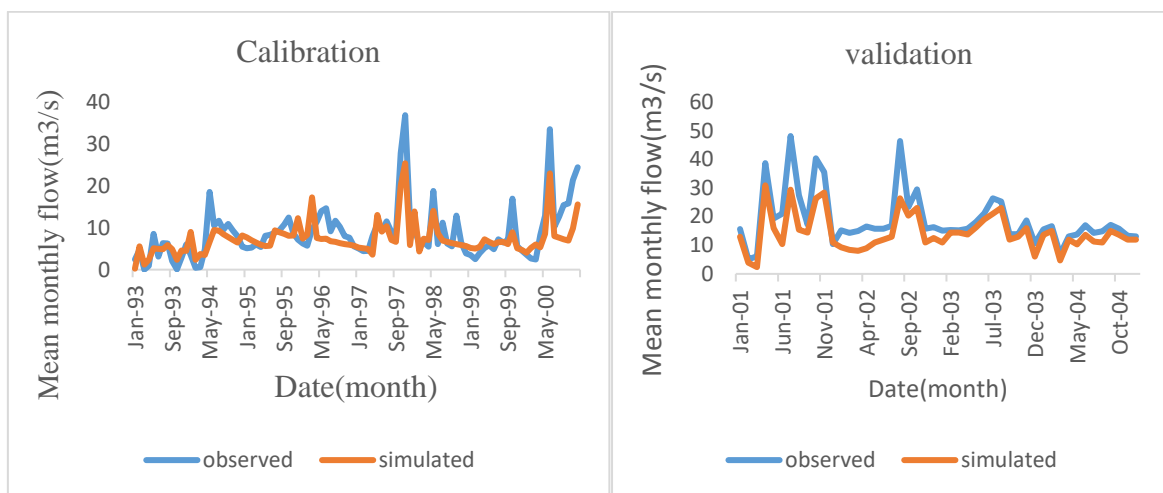 Calibration
Mean monthly flow(m3/s)
40
30
20
10
0
Jan-93
Sep-93
May-94
Jan-95
Sep-95
May-96
Jan-97
Sep-97
May-98
Jan-99
Sep-99
May-00
Date(month)
observed
simulated
validation
Mean monthly flow(m3/s)
60
50
40
30
20
10
0
Jan-01
Jun-01
Nov-01
Apr-02
Sep-02
Feb-03
Jul-03
Dec-03
May-04
Oct-04
Date(month)
observed
simulated